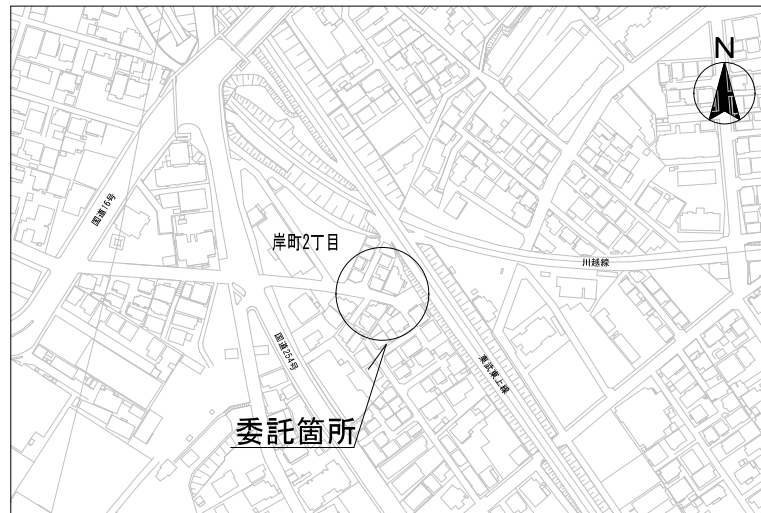 N
国道16号
岸町2丁目
川越線
国道254号
東武東上線
委託箇所